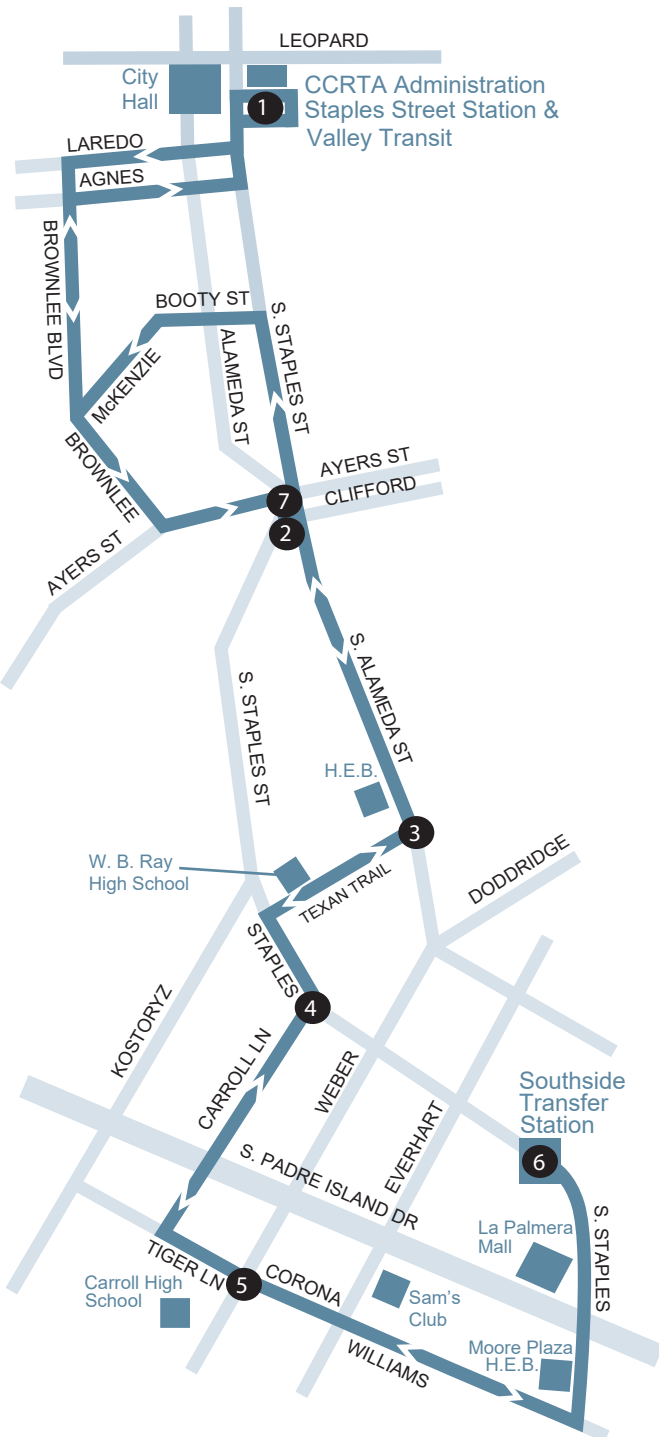 LEOPARD
City
Hall
1
CCRTA Administration
Staples Street Station &
Valley Transit
LAREDO
AGNES
BROWNLEE BLVD
BOOTY ST
S. STAPLES ST
ALAMEDA ST
McKENZIE
BROWNLEE
AYERS ST
CLIFFORD
7
2
AYERS ST
S. ALAMEDA ST
S. STAPLES ST
H.E.B.
3
W. B. Ray
High School
TEXAN TRAIL
DODDRIDGE
STAPLES
4
KOSTORYZ
CARROLL LN
WEBER
EVERHART
Southside
Transfer
Station
6
S. PADRE ISLAND DR
La Palmera
Mall
S. STAPLES
TIGER LN
5
CORONA
Carroll High
School
Sam's
Club
WILLIAMS
Moore Plaza
H.E.B.